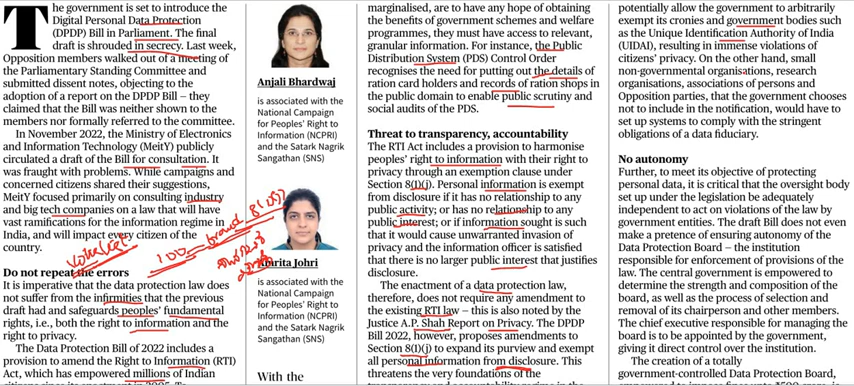 The government is set to introduce the
Digital Personal Data Protection
(DPDP) Bill in Parliament. The final
draft is shrouded in secrecy. Last week,
Opposition members walked out of a meeting of
the Parliamentary Standing Committee and
submitted dissent notes, objecting to the
adoption of a report on the DPDP Bill – they
claimed that the Bill was neither shown to the
members nor formally referred to the committee.
In November 2022, the Ministry of Electronics
and Information Technology (MeitY) publicly
circulated a draft of the Bill for consultation. It
was fraught with problems. While campaigns and
concerned citizens shared their suggestions,
MeitY focused primarily on consulting industry
and big tech companies on a law that will have
vast ramifications for the information regime in
India, and will impact every citizen of the
country.
Do not repeat the errors
It is imperative that the data protection law does
not suffer from the infirmities that the previous
draft had and safeguards peoples' fundamental
rights, i.e., both the right to information and the
right to privacy.
The Data Protection Bill of 2022 includes a
provision to amend the Right to Information (RTI)
Act, which has empowered millions of Indian
Anjali Bhardwaj
is associated with the
National Campaign
for Peoples' Right to
Information (NCPRI)
and the Satark Nagrik
Sangathan (SNS)
100
8(1)(j)
Amrita Johri
is associated with the
National Campaign
for Peoples' Right to
Information (NCPRI)
and the Satark Nagrik
Sangathan (SNS)
With the
marginalised, are to have any hope of obtaining
the benefits of government schemes and welfare
programmes, they must have access to relevant,
granular information. For instance, the Public
Distribution System (PDS) Control Order
recognises the need for putting out the details of
ration card holders and records of ration shops in
the public domain to enable public scrutiny and
social audits of the PDS.
Threat to transparency, accountability
The RTI Act includes a provision to harmonise
peoples' right to information with their right to
privacy through an exemption clause under
Section 8(1)(j). Personal information is exempt
from disclosure if it has no relationship to any
public activity; or has no relationship to any
public interest; or if information sought is such
that it would cause unwarranted invasion of
privacy and the information officer is satisfied
that there is no larger public interest that justifies
disclosure.
The enactment of a data protection law,
therefore, does not require any amendment to
the existing RTI law – this is also noted by the
Justice A.P. Shah Report on Privacy. The DPDP
Bill 2022, however, proposes amendments to
Section 8(1)(j) to expand its purview and exempt
all personal information from disclosure. This
threatens the very foundations of the
potentially allow the government to arbitrarily
exempt its cronies and government bodies such
as the Unique Identification Authority of India
(UIDAI), resulting in immense violations of
citizens' privacy. On the other hand, small
non-governmental organisations, research
organisations, associations of persons and
Opposition parties, that the government chooses
not to include in the notification, would have to
set up systems to comply with the stringent
obligations of a data fiduciary.
No autonomy
Further, to meet its objective of protecting
personal data, it is critical that the oversight body
set up under the legislation be adequately
independent to act on violations of the law by
government entities. The draft Bill does not even
make a pretence of ensuring autonomy of the
Data Protection Board – the institution
responsible for enforcement of provisions of the
law. The central government is empowered to
determine the strength and composition of the
board, as well as the process of selection and
removal of its chairperson and other members.
The chief executive responsible for managing the
board is to be appointed by the government,
giving it direct control over the institution.
The creation of a totally
government-controlled Data Protection Board,